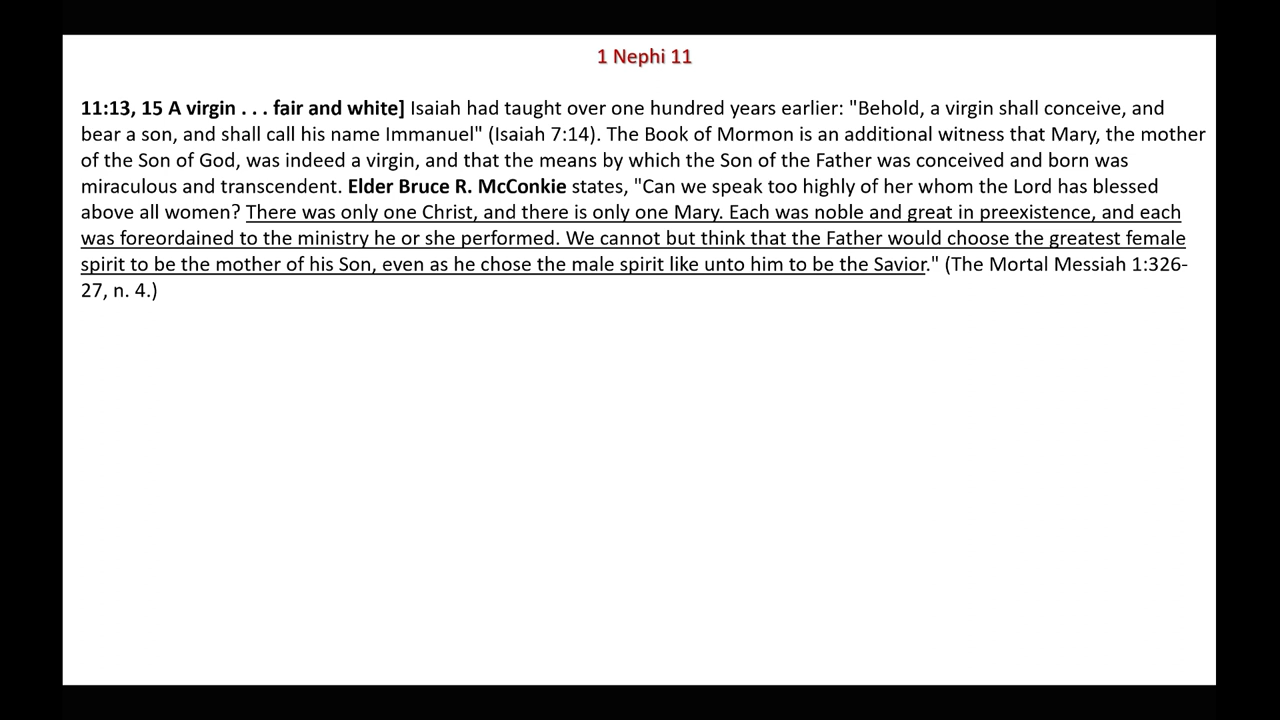 1 Nephi 11
11:13, 15 A virgin . . . fair and white] Isaiah had taught over one hundred years earlier: "Behold, a virgin shall conceive, and
bear a son, and shall call his name Immanuel" (Isaiah 7:14). The Book of Mormon is an additional witness that Mary, the mother
of the Son of God, was indeed a virgin, and that the means by which the Son of the Father was conceived and born was
miraculous and transcendent. Elder Bruce R. McConkie states, "Can we speak too highly of her whom the Lord has blessed
above all women? There was only one Christ, and there is only one Mary. Each was noble and great in preexistence, and each
was foreordained to the ministry he or she performed. We cannot but think that the Father would choose the greatest female
spirit to be the mother of his Son, even as he chose the male spirit like unto him to be the Savior." (The Mortal Messiah 1:326-
27, n. 4.)